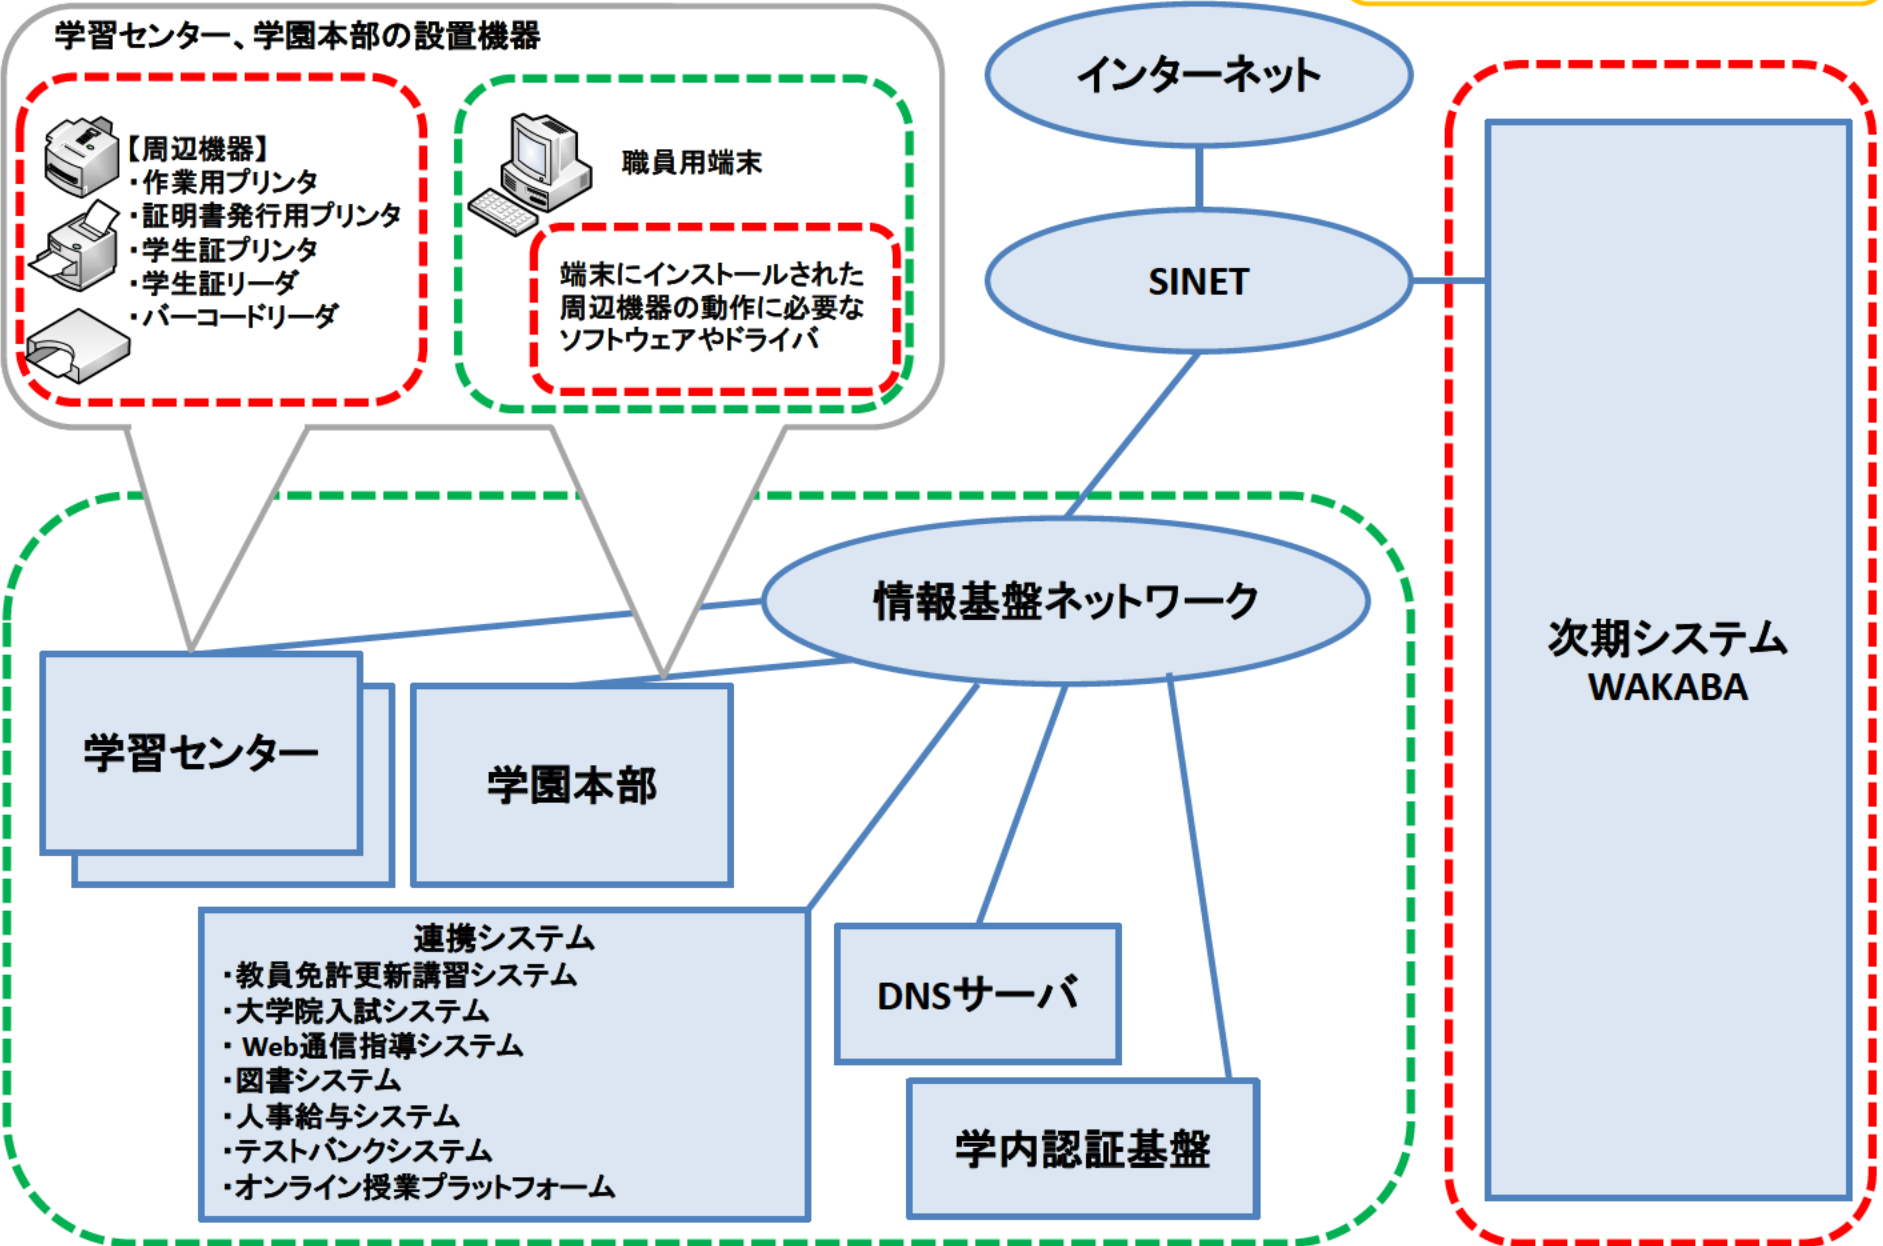 学習センター、学園本部の設置機器
【周辺機器】
・作業用プリンタ
・証明書発行用プリンタ
・学生証プリンタ
・学生証リーダ
・バーコードリーダ
職員用端末
端末にインストールされた
周辺機器の動作に必要な
ソフトウェアやドライバ
インターネット
SINET
情報基盤ネットワーク
次期システム
WAKABA
学習センター
学園本部
連携システム
・教員免許更新講習システム
・大学院入試システム
・Web通信指導システム
・図書システム
・人事給与システム
・テストバンクシステム
・オンライン授業プラットフォーム
DNSサーバ
学内認証基盤